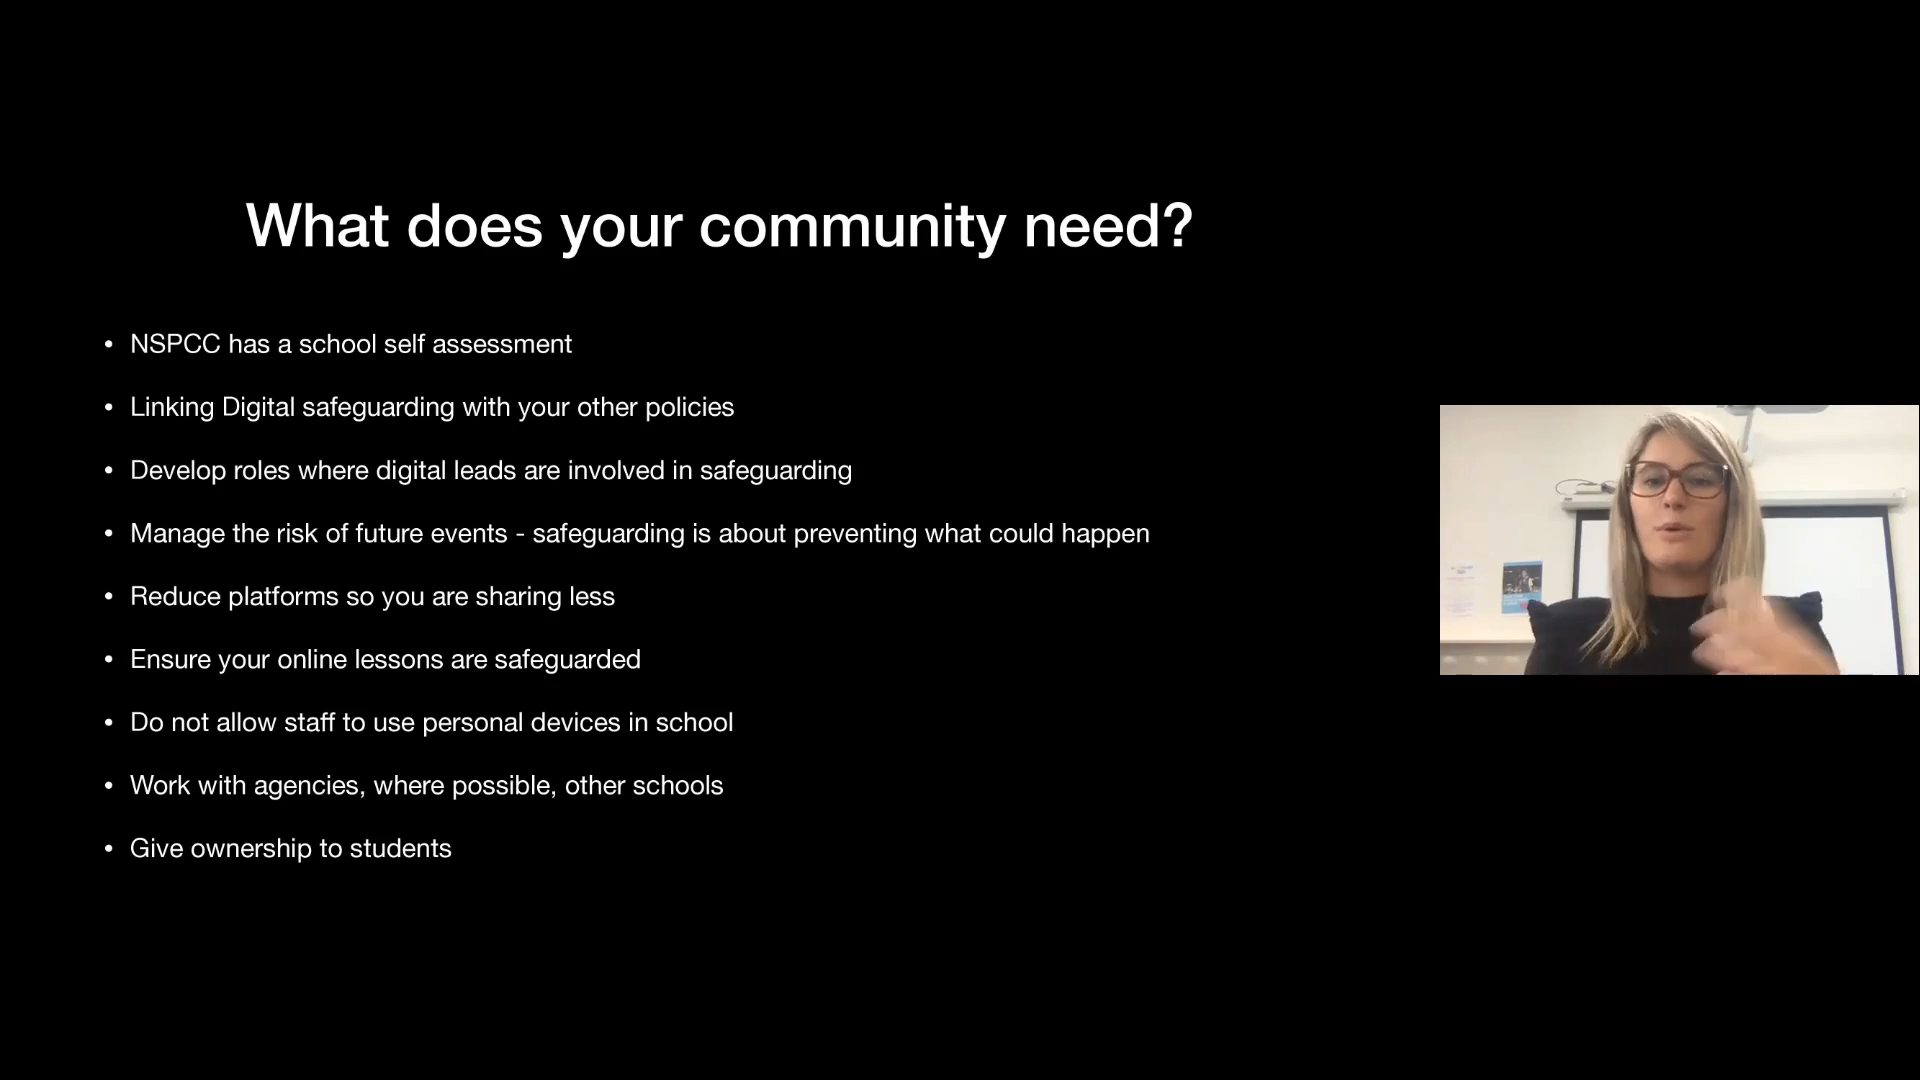 What does your community need?
• NSPCC has a school self assessment
• Linking Digital safeguarding with your other policies
• Develop roles where digital leads are involved in safeguarding
• Manage the risk of future events - safeguarding is about preventing what could happen
• Reduce platforms so you are sharing less
• Ensure your online lessons are safeguarded
• Do not allow staff to use personal devices in school
• Work with agencies, where possible, other schools
• Give ownership to students